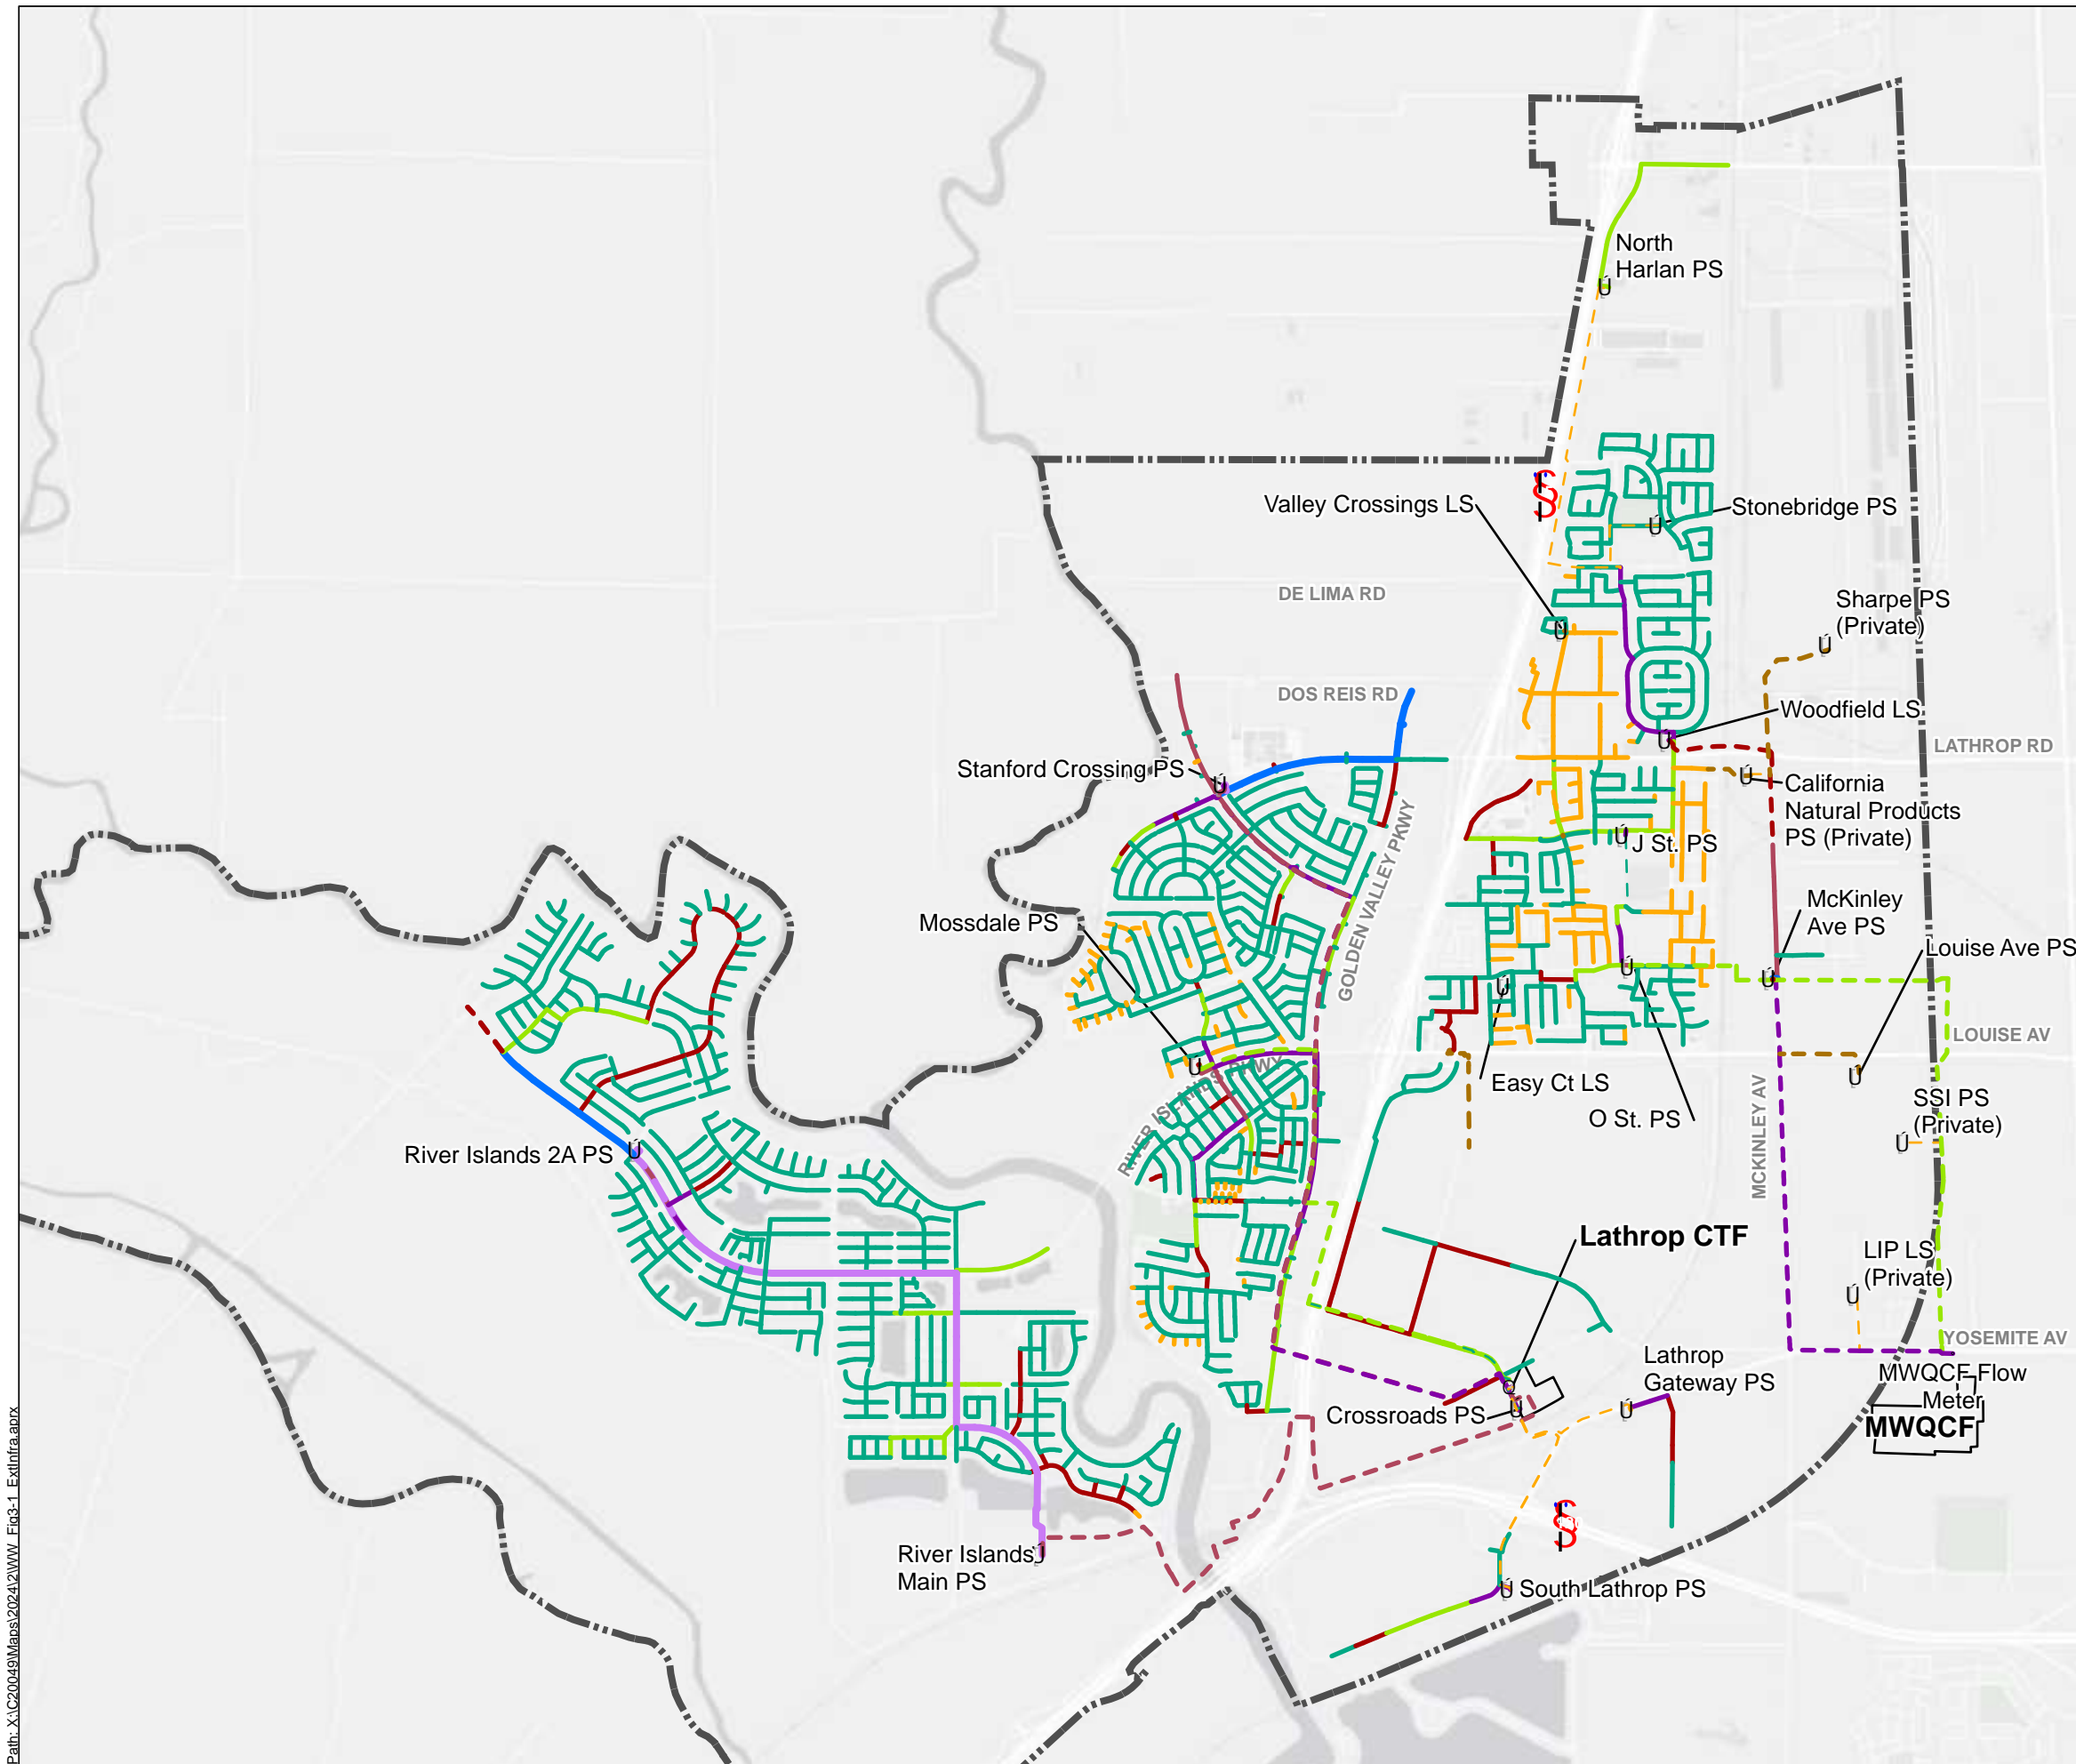 North
Harlan PS
Valley Crossings LS
Stonebridge PS
DE LIMA RD
Sharpe PS
(Private)
DOS REIS RD
Woodfield LS
LATHROP RD
Stanford Crossing PS
California
Natural Products
PS (Private)
J St. PS
GOLDEN VALLEY PKWY
McKinley
Ave PS
Mossdale PS
Louise Ave PS
LOUISE AV
RIVER ISLANDS PKWY
Easy Ct LS
MCKINLEY AV
O St. PS
SSI PS
(Private)
River Islands 2A PS
Lathrop CTF
LIP LS
(Private)
YOSEMITE AV
Lathrop
Gateway PS
MWQCF Flow
Meter
Crossroads PS
MWQCF
River Islands
Main PS
South Lathrop PS
Path: X:\C20049\Maps\2024\2\WW_Fig3-1_ExtInfra.aprx